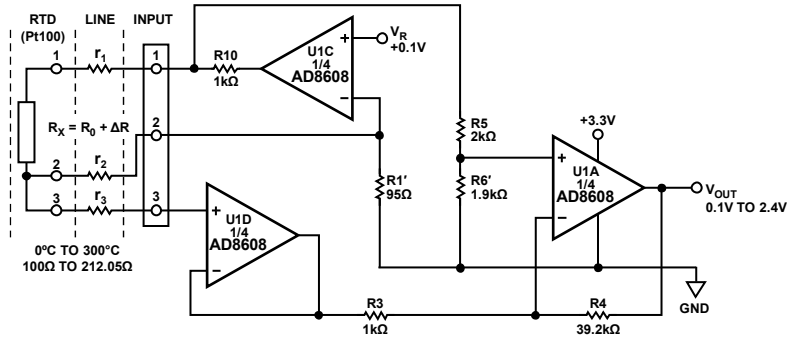 RTD
(Pt100)
LINE
INPUT
1
r1
1
R10
1kΩ
U1C
1/4
AD8608
+
−
VR
+0.1V
2
RX = R0 + ΔR
2
r2
3
r3
3
R1′
95Ω
R5
2kΩ
R6′
1.9kΩ
+3.3V
+
−
U1A
1/4
AD8608
VOUT
0.1V TO 2.4V
+
−
U1D
1/4
AD8608
0ºC TO 300°C
100Ω TO 212.05Ω
GND
R3
1kΩ
R4
39.2kΩ